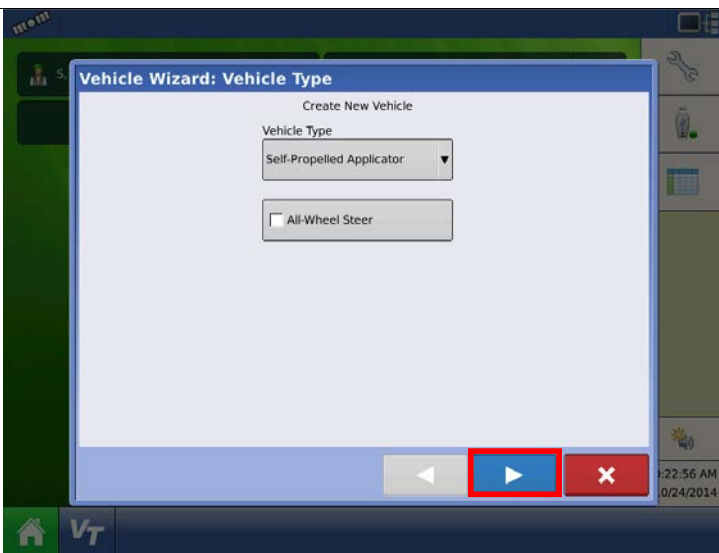 S.
Vehicle Wizard: Vehicle Type
Create New Vehicle
Vehicle Type
Self-Propelled Applicator
All-Wheel Steer
:22:56 AM
0/24/2014
VT